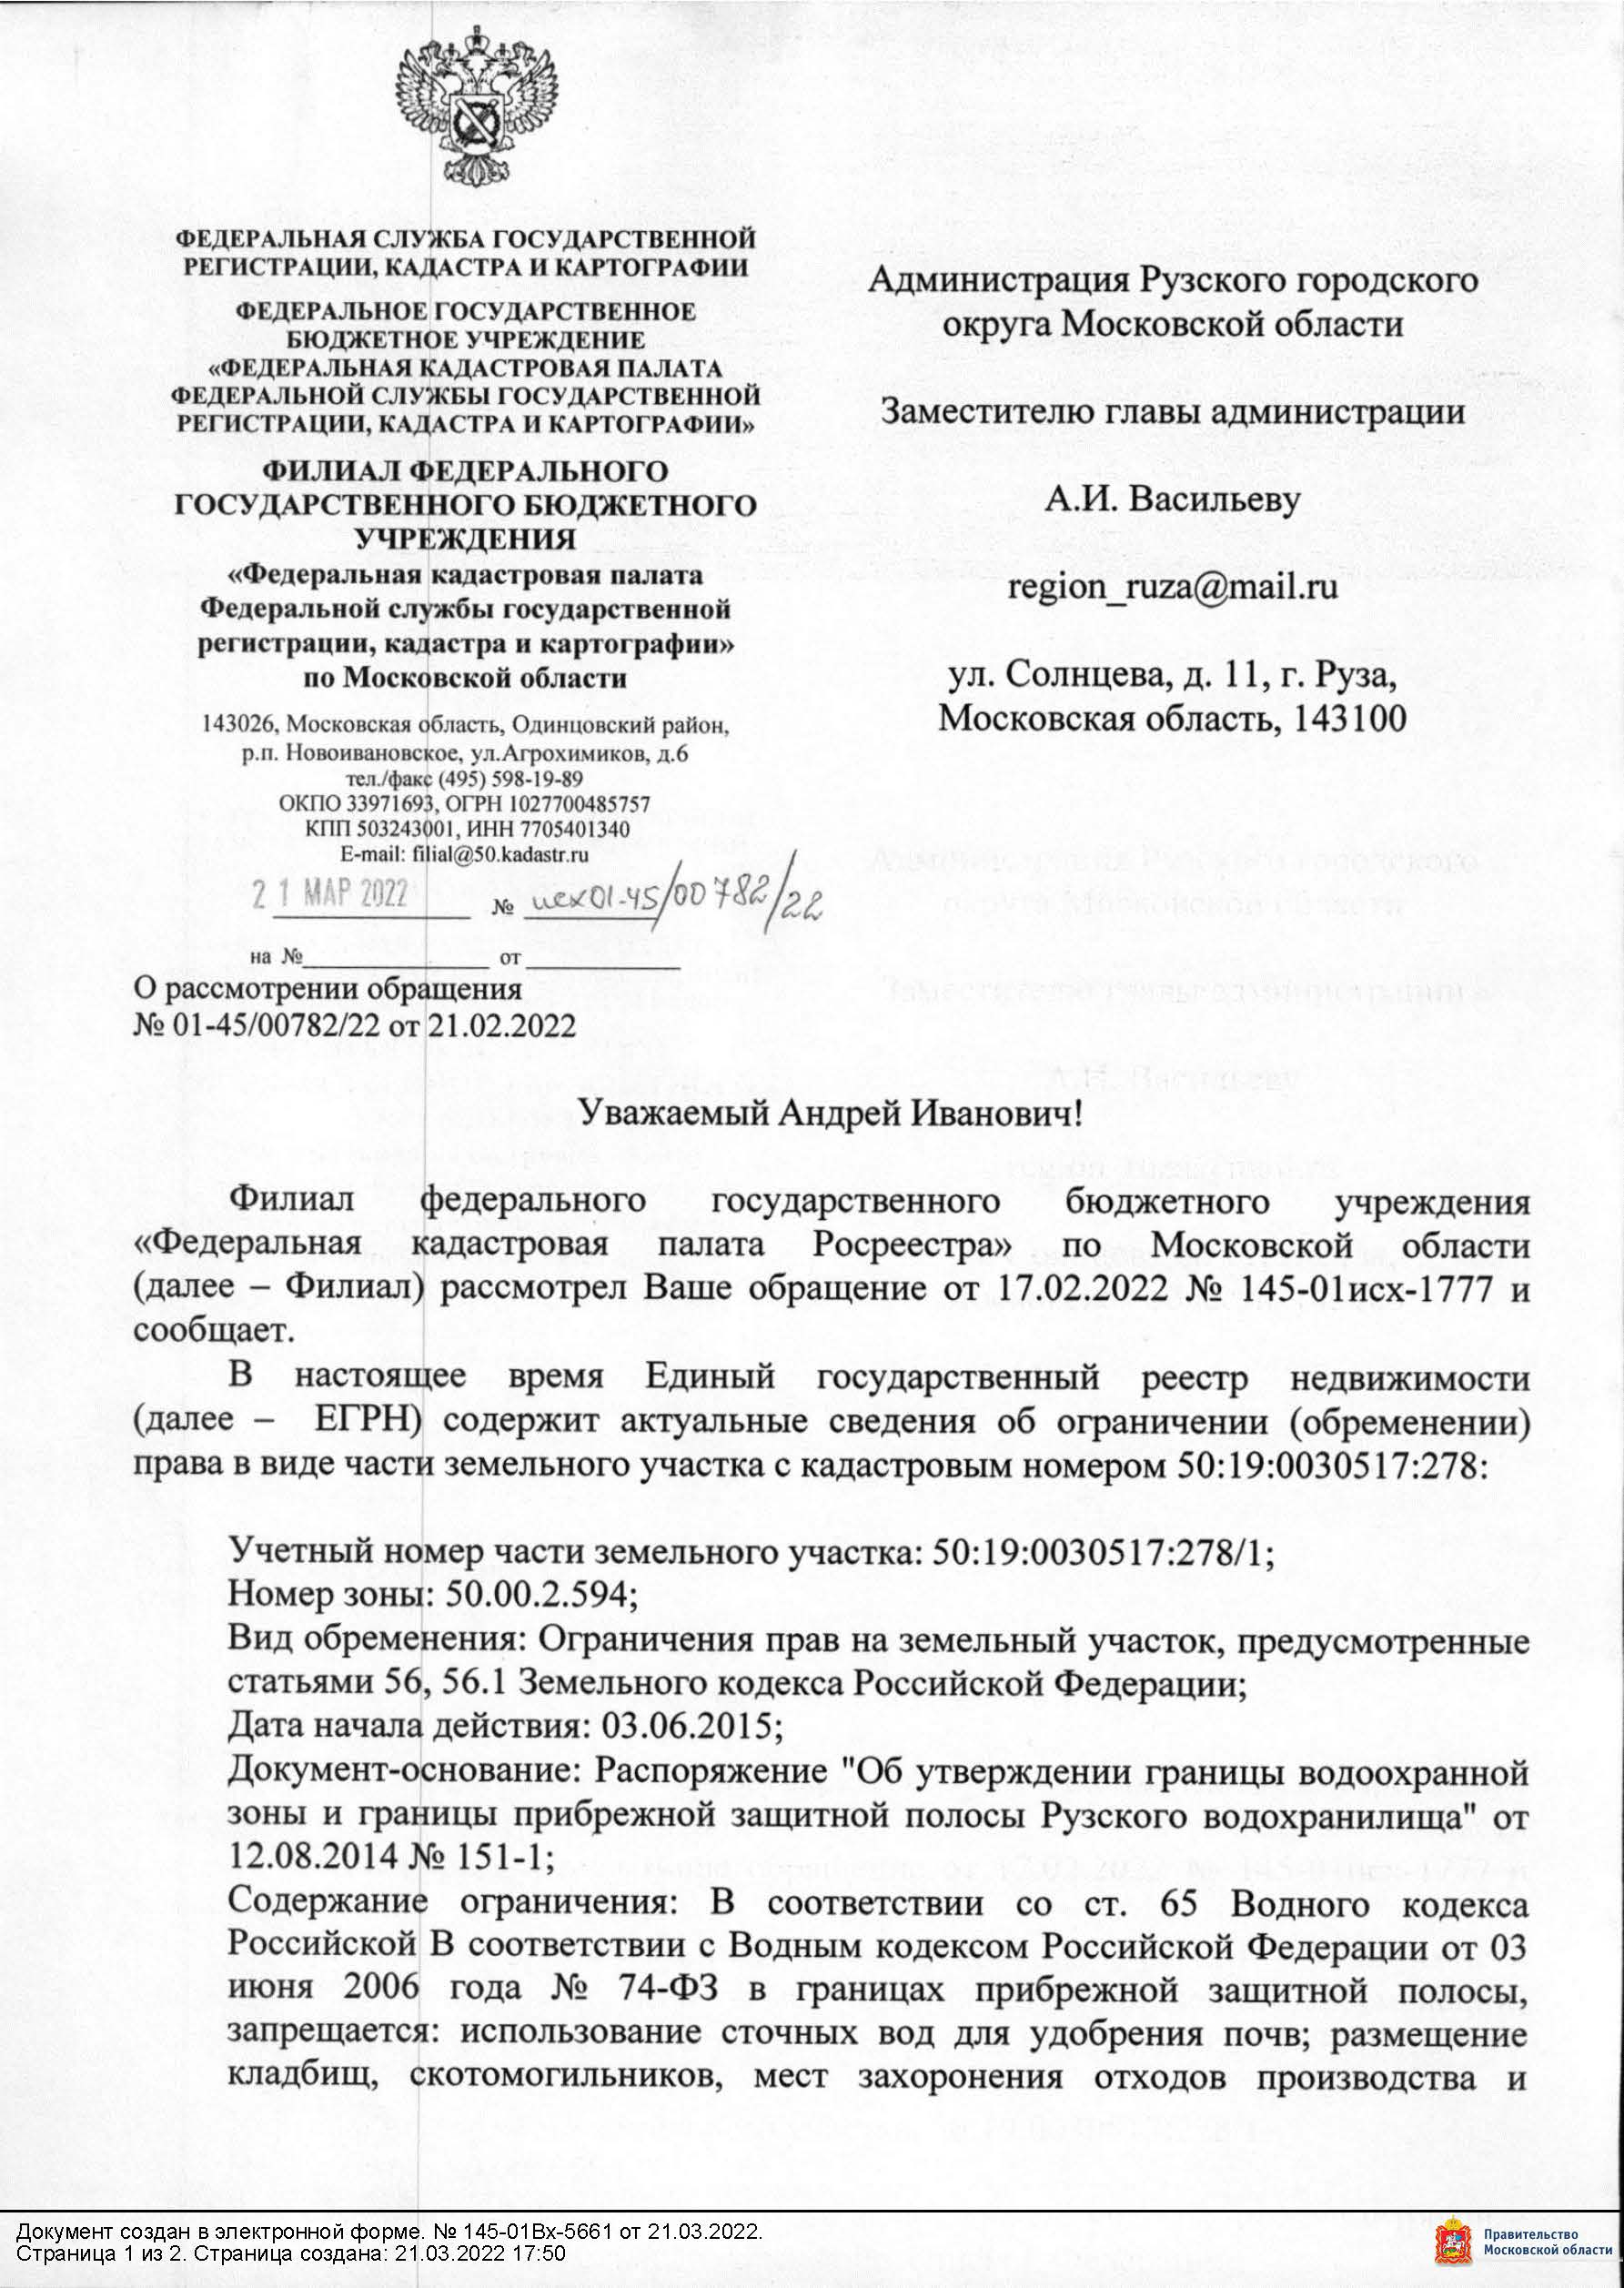 ФЕДЕРАЛЬНАЯ СЛУЖБА ГОСУДАРСТВЕННОЙ
РЕГИСТРАЦИИ, КАДАСТРА И КАРТОГРАФИИ
ФЕДЕРАЛЬНОЕ ГОСУДАРСТВЕННОЕ
БЮДЖЕТНОЕ УЧРЕЖДЕНИЕ
«ФЕДЕРАЛЬНАЯ КАДАСТРОВАЯ ПАЛАТА
ФЕДЕРАЛЬНОЙ СЛУЖБЫ ГОСУДАРСТВЕННОЙ
РЕГИСТРАЦИИ, КАДАСТРА И КАРТОГРАФИИ»
ФИЛИАЛ ФЕДЕРАЛЬНОГО
ГОСУДАРСТВЕННОГО БЮДЖЕТНОГО
УЧРЕЖДЕНИЯ
«Федеральная кадастровая палата
Федеральной службы государственной
регистрации, кадастра и картографии»
по Московской области
143026, Московская область, Одинцовский район,
р.п. Новоивановское, ул.Агрохимиков, д.6
тел./факс (495) 598-19-89
ОКПО 33971693, ОГРН 1027700485757
КПП 503243001, ИНН 7705401340
E-mail: filial@50.kadastr.ru
21 МАР 2022 № исх01-45/00782/22
на № от
О рассмотрении обращения
№ 01-45/00782/22 от 21.02.2022
Администрация Рузского городского
округа Московской области
Заместителю главы администрации
А.И. Васильеву
region_ruza@mail.ru
ул. Солнцева, д. 11, г. Руза,
Московская область, 143100
Уважаемый Андрей Иванович!
Филиал федерального государственного бюджетного учреждения
«Федеральная кадастровая палата Росреестра» по Московской области
(далее – Филиал) рассмотрел Ваше обращение от 17.02.2022 № 145-01исх-1777 и
сообщает.
В настоящее время Единый государственный реестр недвижимости
(далее – ЕГРН) содержит актуальные сведения об ограничении (обременении)
права в виде части земельного участка с кадастровым номером 50:19:0030517:278:
Учетный номер части земельного участка: 50:19:0030517:278/1;
Номер зоны: 50.00.2.594;
Вид обременения: Ограничения прав на земельный участок, предусмотренные
статьями 56, 56.1 Земельного кодекса Российской Федерации;
Дата начала действия: 03.06.2015;
Документ-основание: Распоряжение "Об утверждении границы водоохранной
зоны и границы прибрежной защитной полосы Рузского водохранилища" от
12.08.2014 № 151-1;
Содержание ограничения: В соответствии со ст. 65 Водного кодекса
Российской В соответствии с Водным кодексом Российской Федерации от 03
июня 2006 года № 74-ФЗ в границах прибрежной защитной полосы,
запрещается: использование сточных вод для удобрения почв; размещение
кладбищ, скотомогильников, мест захоронения отходов производства и
Документ создан в электронной форме. № 145-01Вх-5661 от 21.03.2022.
Страница 1 из 2. Страница создана: 21.03.2022 17:50
Правительство
Московской области